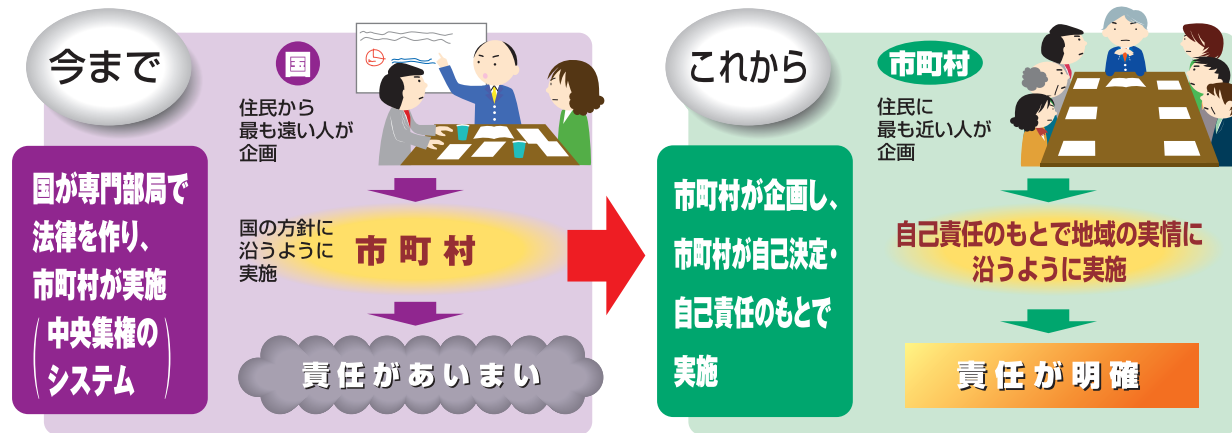 今まで
国
住民から
最も遠い人が
企画
国が専門部局で
法律を作り、
市町村が実施
(中央集権の
システム)
国の方針に
沿うように
実施
市町村
責任があいまい
これから
市町村
住民に
最も近い人が
企画
市町村が企画し、
市町村が自己決定・
自己責任のもとで
実施
自己責任のもとで地域の実情に
沿うように実施
責任が明確